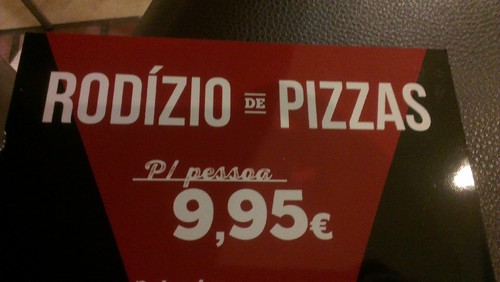 RODÍZIO DE PIZZAS
P/ pessoa
9,95€